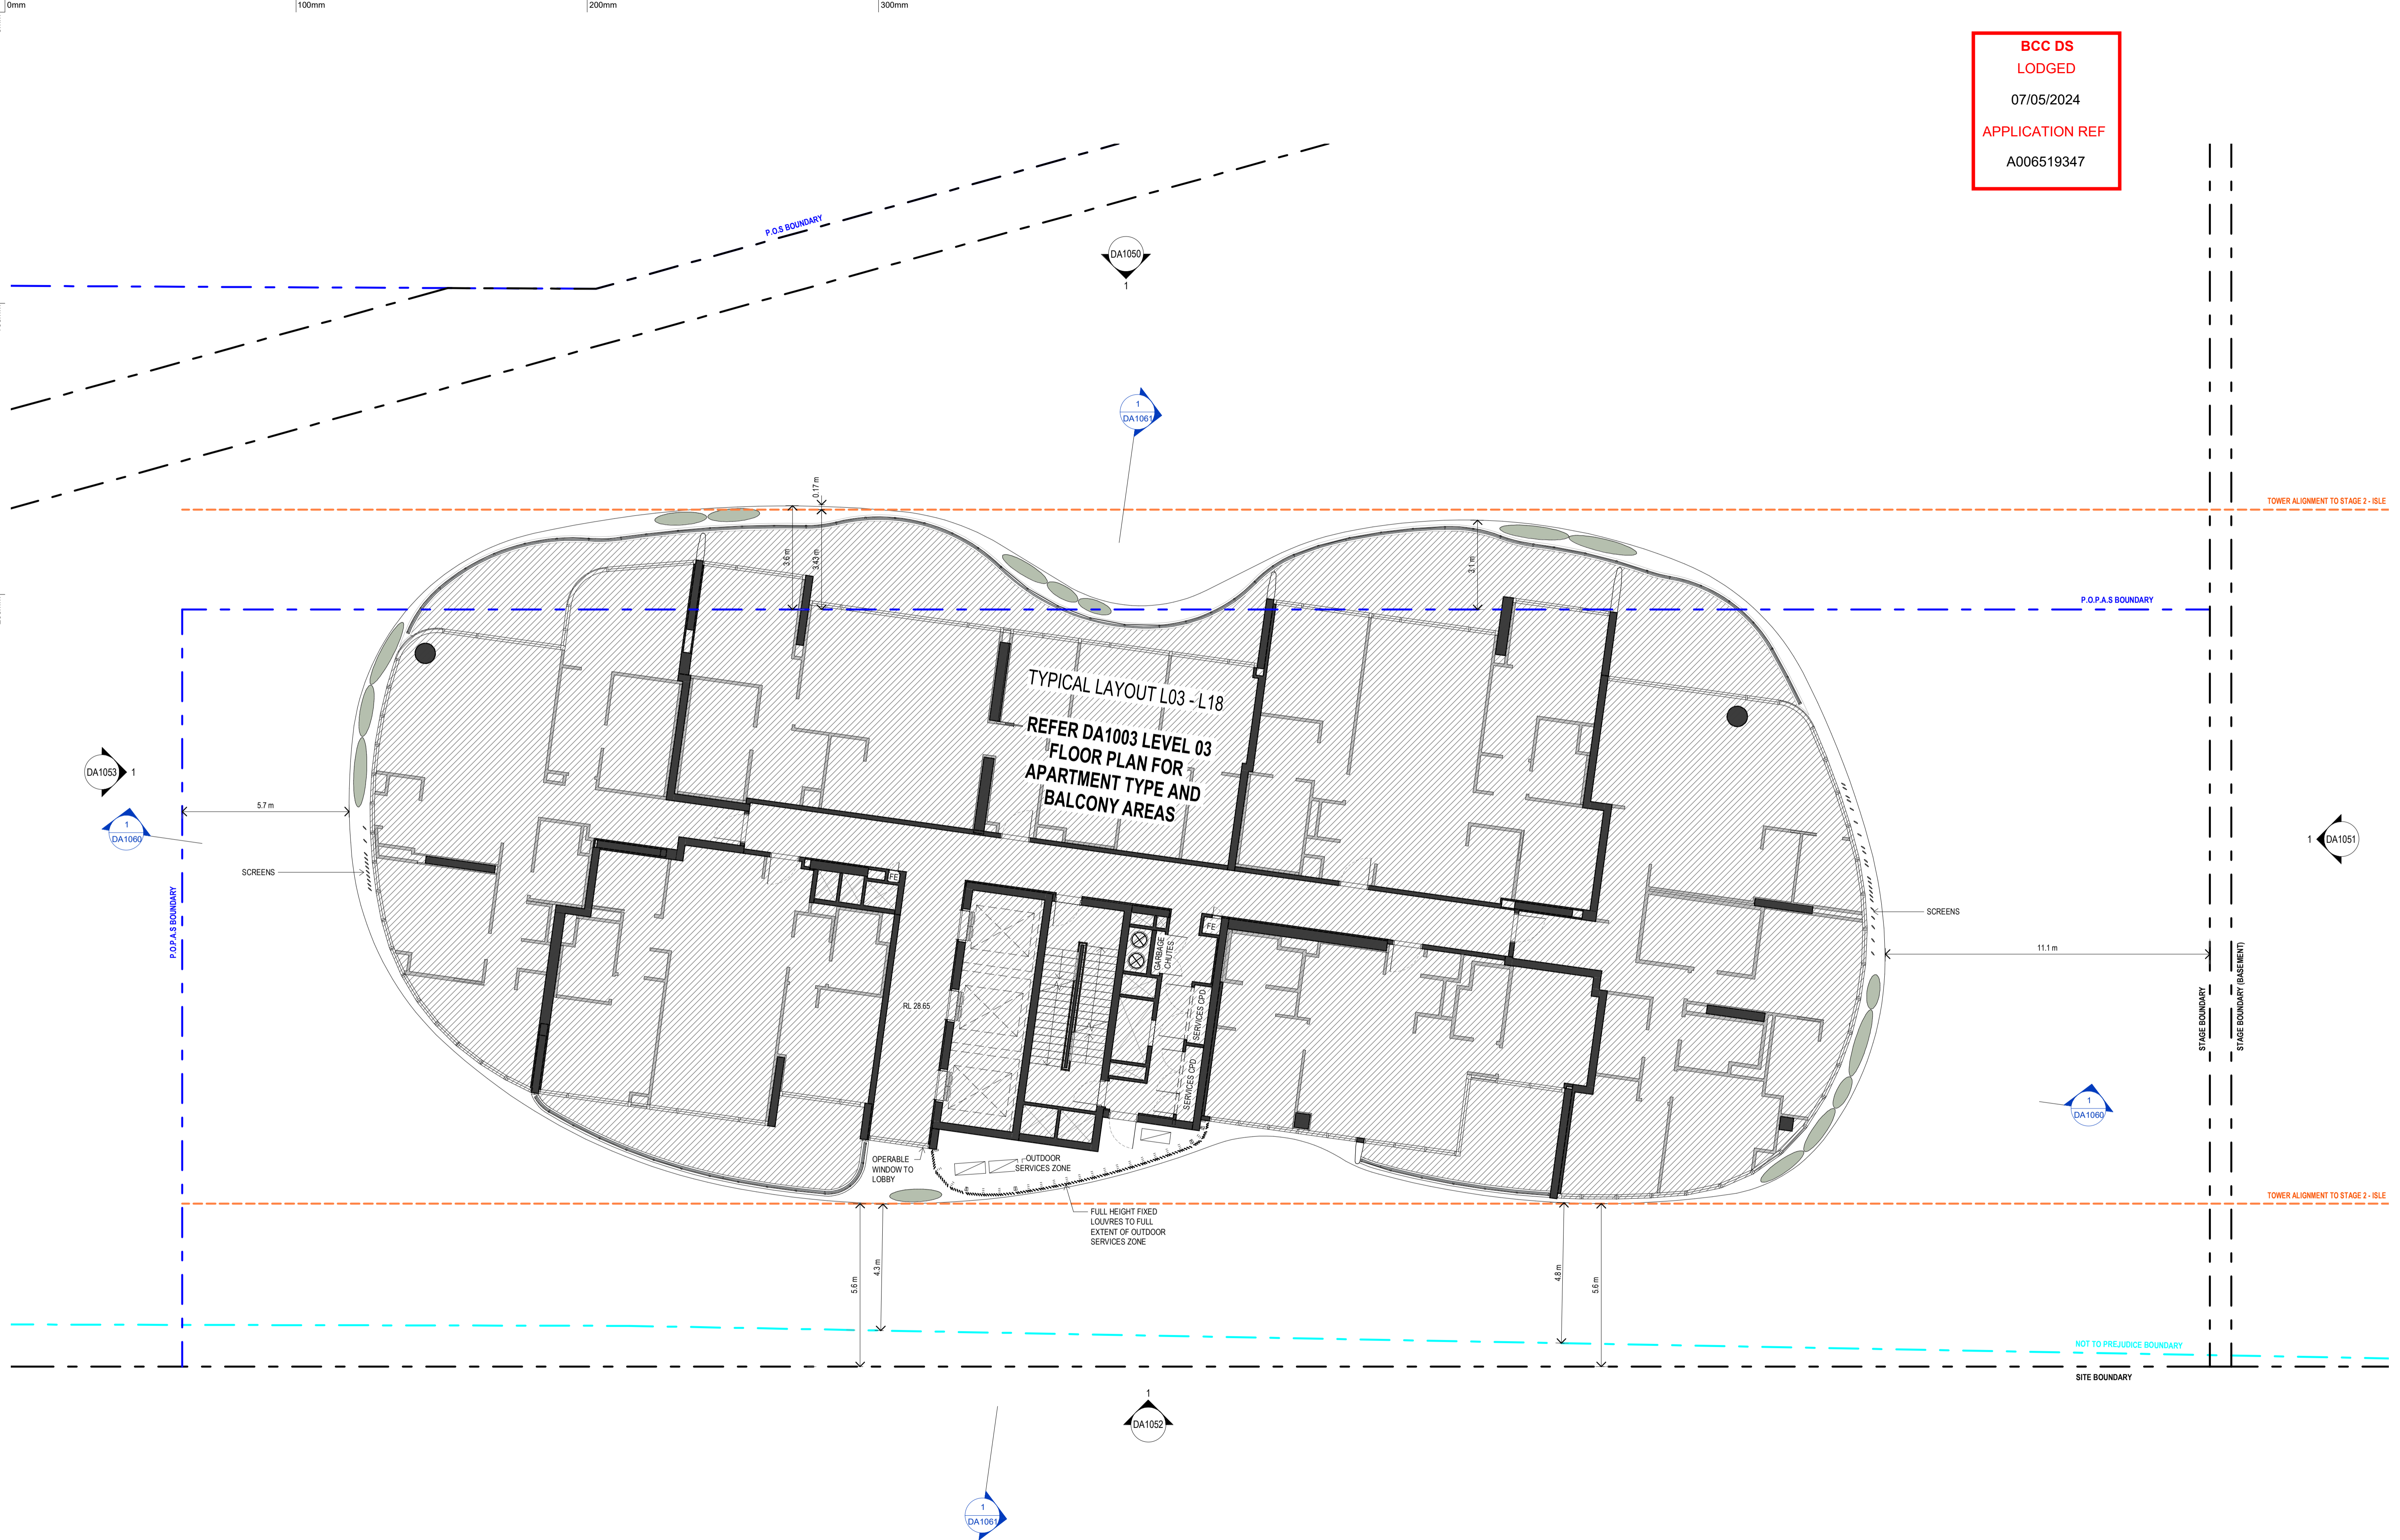 0mm
100mm
200mm
300mm
BCC DS
LODGED
07/05/2024
APPLICATION REF
A006519347
P.O.S BOUNDARY
DA1050
1
1
DA1061
0.17 m
TOWER ALIGNMENT TO STAGE 2 - ISLE
3.6 m
3.43 m
3.1 m
P.O.P.A.S BOUNDARY
TYPICAL LAYOUT L03 - L18
REFER DA1003 LEVEL 03
FLOOR PLAN FOR
APARTMENT TYPE AND
BALCONY AREAS
DA1053
1
5.7 m
1
DA1060
SCREENS
P.O.P.A.S BOUNDARY
1
DA1051
SCREENS
11.1 m
STAGE BOUNDARY
STAGE BOUNDARY (BASEMENT)
FE
FE
GARBAGE
CHUTES
SERVICES CPD
SERVICES CPD
RL 28.65
1
DA1060
OPERABLE
WINDOW TO
LOBBY
OUTDOOR
SERVICES ZONE
TOWER ALIGNMENT TO STAGE 2 - ISLE
FULL HEIGHT FIXED
LOUVRES TO FULL
EXTENT OF OUTDOOR
SERVICES ZONE
5.6 m
4.3 m
4.8 m
5.6 m
NOT TO PREJUDICE BOUNDARY
SITE BOUNDARY
1
DA1052
1
DA1061